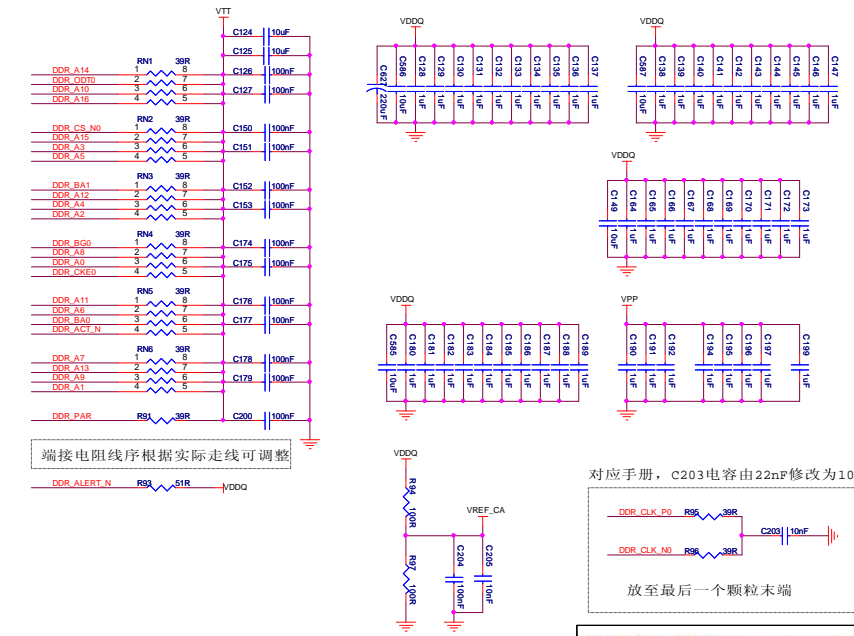 VTT
C124 10uF
C125 10uF
RN1 39R
DDR_A14 1 8 C126 100nF
DDR_ODT0 2 7
DDR_A10 3 6 C127 100nF
DDR_A16 4 5
RN2 39R
DDR_CS_N0 1 8 C150 100nF
DDR_A15 2 7
DDR_A3 3 6 C151 100nF
DDR_A5 4 5
RN3 39R
DDR_BA1 1 8 C152 100nF
DDR_A12 2 7
DDR_A4 3 6 C153 100nF
DDR_A2 4 5
RN4 39R
DDR_BG0 1 8 C174 100nF
DDR_A8 2 7
DDR_A0 3 6 C175 100nF
DDR_CKE0 4 5
RN5 39R
DDR_A11 1 8 C176 100nF
DDR_A6 2 7
DDR_BA0 3 6 C177 100nF
DDR_ACT_N 4 5
RN6 39R
DDR_A7 1 8 C178 100nF
DDR_A13 2 7
DDR_A9 3 6 C179 100nF
DDR_A1 4 5
DDR_PAR R91 39R C200 100nF
端接电阻线序根据实际走线可调整
DDR_ALERT_N R93 51R VDDQ
VDDQ
C627 C586 C128 C129 C130 C131 C132 C133 C134 C135 C136 C137
220uF 10uF 1uF 1uF 1uF 1uF 1uF 1uF 1uF 1uF 1uF 1uF
VDDQ
C587 C138 C139 C140 C141 C142 C143 C144 C145 C146 C147
10uF 1uF 1uF 1uF 1uF 1uF 1uF 1uF 1uF 1uF 1uF
VDDQ
C149 C164 C165 C166 C167 C168 C169 C170 C171 C172 C173
10uF 1uF 1uF 1uF 1uF 1uF 1uF 1uF 1uF 1uF 1uF
VDDQ
C585 C180 C181 C182 C183 C184 C185 C186 C187 C188 C189
10uF 1uF 1uF 1uF 1uF 1uF 1uF 1uF 1uF 1uF 1uF
VPP
C190 C191 C192 C194 C195 C196 C197 C199
1uF 1uF 1uF 1uF 1uF 1uF 1uF 1uF
VDDQ
R94 100R
VREF_CA
R97 100R
C204 100nF
C205 10nF
对应手册，C203电容由22nF修改为10
DDR_CLK_P0 R95 39R
C203 10nF
DDR_CLK_N0 R96 39R
放至最后一个颗粒末端